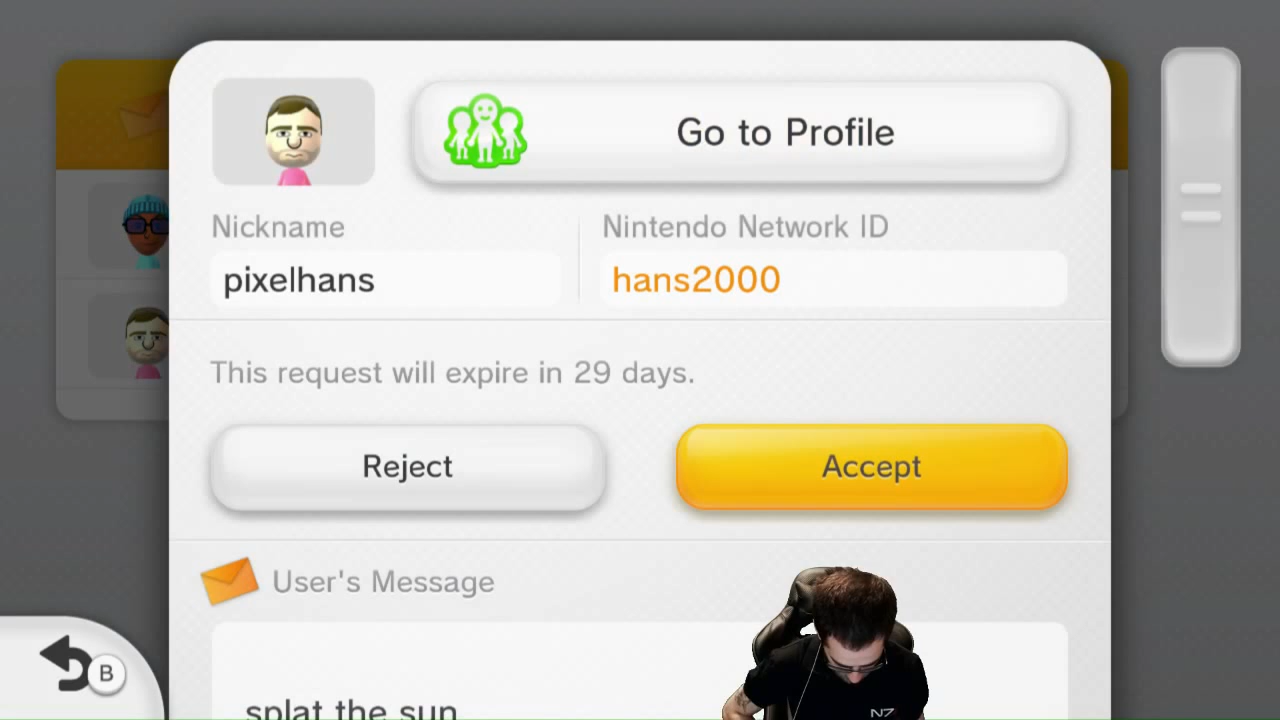 Go to Profile
Nickname
Nintendo Network ID
pixelhans
hans2000
This request will expire in 29 days.
Reject
Accept
User's Message
splat the sun
B
N7